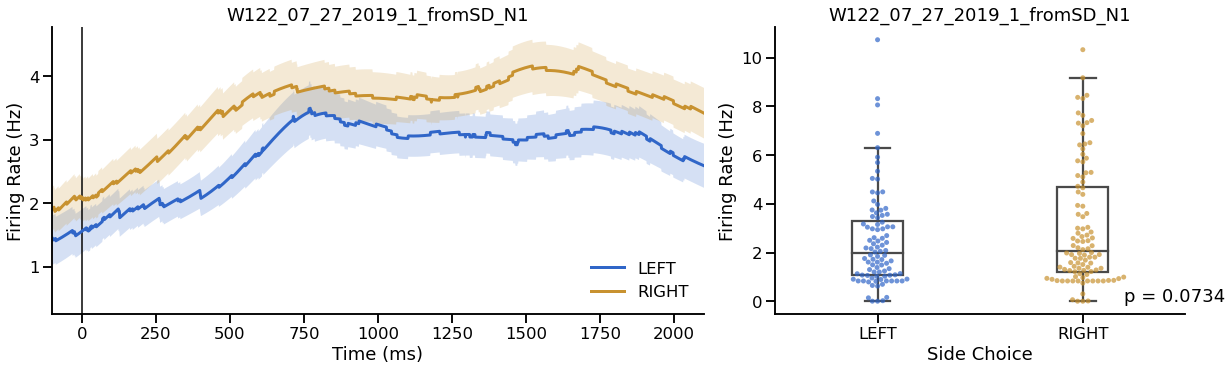 W122_07_27_2019_1_fromSD_N1
Firing Rate (Hz)
4
3
2
1
LEFT
RIGHT
0 250 500 750 1000 1250 1500 1750 2000
Time (ms)
W122_07_27_2019_1_fromSD_N1
Firing Rate (Hz)
10
8
6
4
2
0
p = 0.0734
LEFT RIGHT
Side Choice